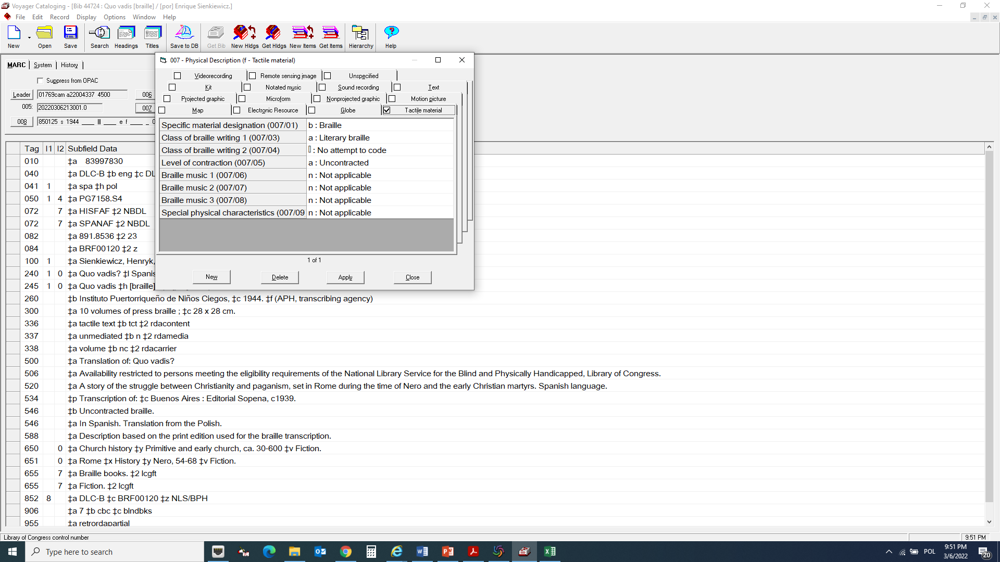 Voyager Cataloging - [Bib 44724 : Quo vadis [braille] / [por] Enrique Sienkiewicz.]
File Edit Record Display Options Window Help
New Open Save Search Headings Titles Save to DB Get Bib New Hldgs Get Hldgs New Items Get Items Hierarchy Help
MARC System History
Suppress from OPAC
Leader 01769cam a22004337 4500 006
005: 20220306213001.0 007
008 850125 s 1944 ____ lll ____ e f ____ _ 0
007 - Physical Description (f - Tactile material)
Videorecording Remote sensing image Unspecified
Kit Notated music Sound recording Text
Projected graphic Microform Nonprojected graphic Motion picture
Map Electronic Resource Globe Tactile material
Specific material designation (007/01) b : Braille
Class of braille writing 1 (007/03) a : Literary braille
Class of braille writing 2 (007/04) : No attempt to code
Level of contraction (007/05) a : Uncontracted
Braille music 1 (007/06) n : Not applicable
Braille music 2 (007/07) n : Not applicable
Braille music 3 (007/08) n : Not applicable
Special physical characteristics (007/09 n : Not applicable
1 of 1
New Delete Apply Close
Tag I1 I2 Subfield Data
010 ‡a 83997830
040 ‡a DLC-B ‡b eng ‡c DL
041 1 ‡a spa ‡h pol
050 1 4 ‡a PG7158.S4
072 7 ‡a HISFAF ‡2 NBDL
072 7 ‡a SPANAF ‡2 NBDL
082 ‡a 891.8536 ‡2 23
084 ‡a BRF00120 ‡2 z
100 1 ‡a Sienkiewicz, Henryk,
240 1 0 ‡a Quo vadis? ‡l Spanis
245 1 0 ‡a Quo vadis ‡h [braille]
260 ‡b Instituto Puertorriqueño de Niños Ciegos, ‡c 1944. ‡f (APH, transcribing agency)
300 ‡a 10 volumes of press braille ; ‡c 28 x 28 cm.
336 ‡a tactile text ‡b tct ‡2 rdacontent
337 ‡a unmediated ‡b n ‡2 rdamedia
338 ‡a volume ‡b nc ‡2 rdacarrier
500 ‡a Translation of: Quo vadis?
506 ‡a Availability restricted to persons meeting the eligibility requirements of the National Library Service for the Blind and Physically Handicapped, Library of Congress.
520 ‡a A story of the struggle between Christianity and paganism, set in Rome during the time of Nero and the early Christian martyrs. Spanish language.
534 ‡p Transcription of: ‡c Buenos Aires : Editorial Sopena, c1939.
546 ‡b Uncontracted braille.
546 ‡a In Spanish. Translation from the Polish.
588 ‡a Description based on the print edition used for the braille transcription.
650 0 ‡a Church history ‡y Primitive and early church, ca. 30-600 ‡v Fiction.
651 0 ‡a Rome ‡x History ‡y Nero, 54-68 ‡v Fiction.
655 7 ‡a Braille books. ‡2 lcgft
655 7 ‡a Fiction. ‡2 lcgft
852 8 ‡a DLC-B ‡c BRF00120 ‡z NLS/BPH
906 ‡a 7 ‡b cbc ‡c blndbks
955 ‡a retrordapartial
Library of Congress control number 9:51 PM
Type here to search POL 9:51 PM
3/6/2022 20